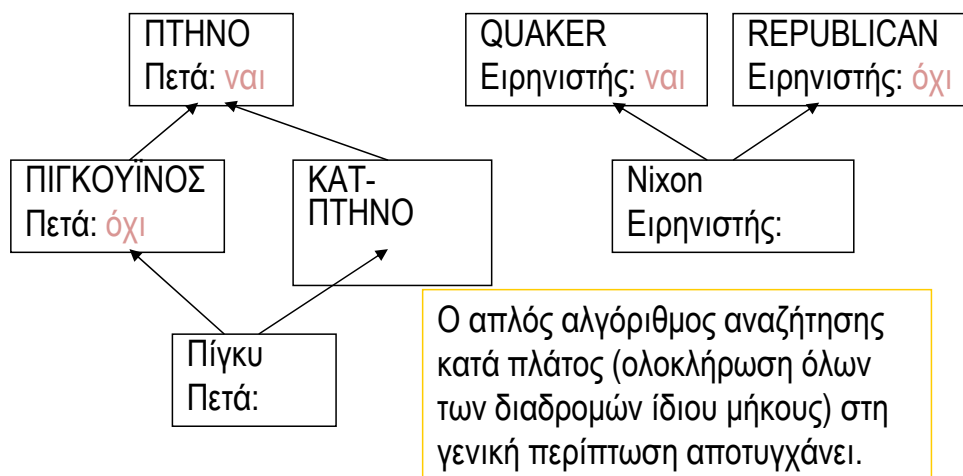 ΠΤΗΝΟ
Πετά: ναι
QUAKER
Ειρηνιστής: ναι
REPUBLICAN
Ειρηνιστής: όχι
ΠΙΓΚΟΥΪΝΟΣ
Πετά: όχι
ΚΑΤ-
ΠΤΗΝΟ
Nixon
Ειρηνιστής:
Πίγκυ
Πετά:
Ο απλός αλγόριθμος αναζήτησης
κατά πλάτος (ολοκλήρωση όλων
των διαδρομών ίδιου μήκους) στη
γενική περίπτωση αποτυγχάνει.